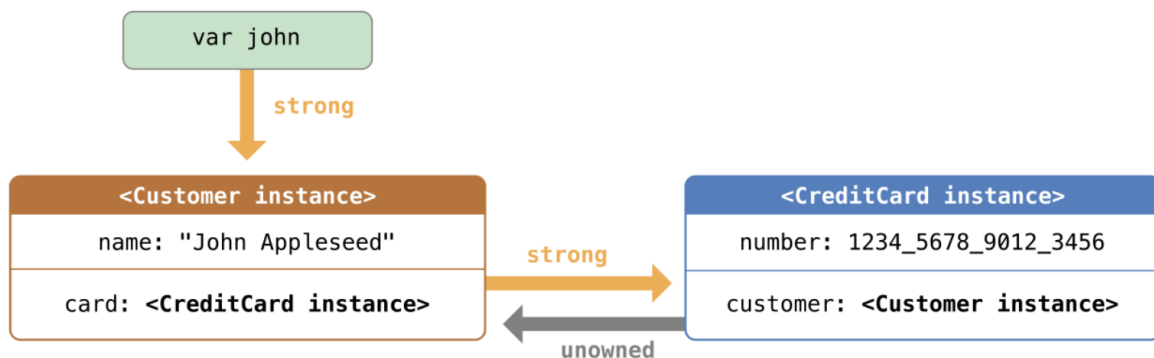 var john
strong
<Customer instance>
name: "John Appleseed"
card: <CreditCard instance>
strong
unowned
<CreditCard instance>
number: 1234_5678_9012_3456
customer: <Customer instance>